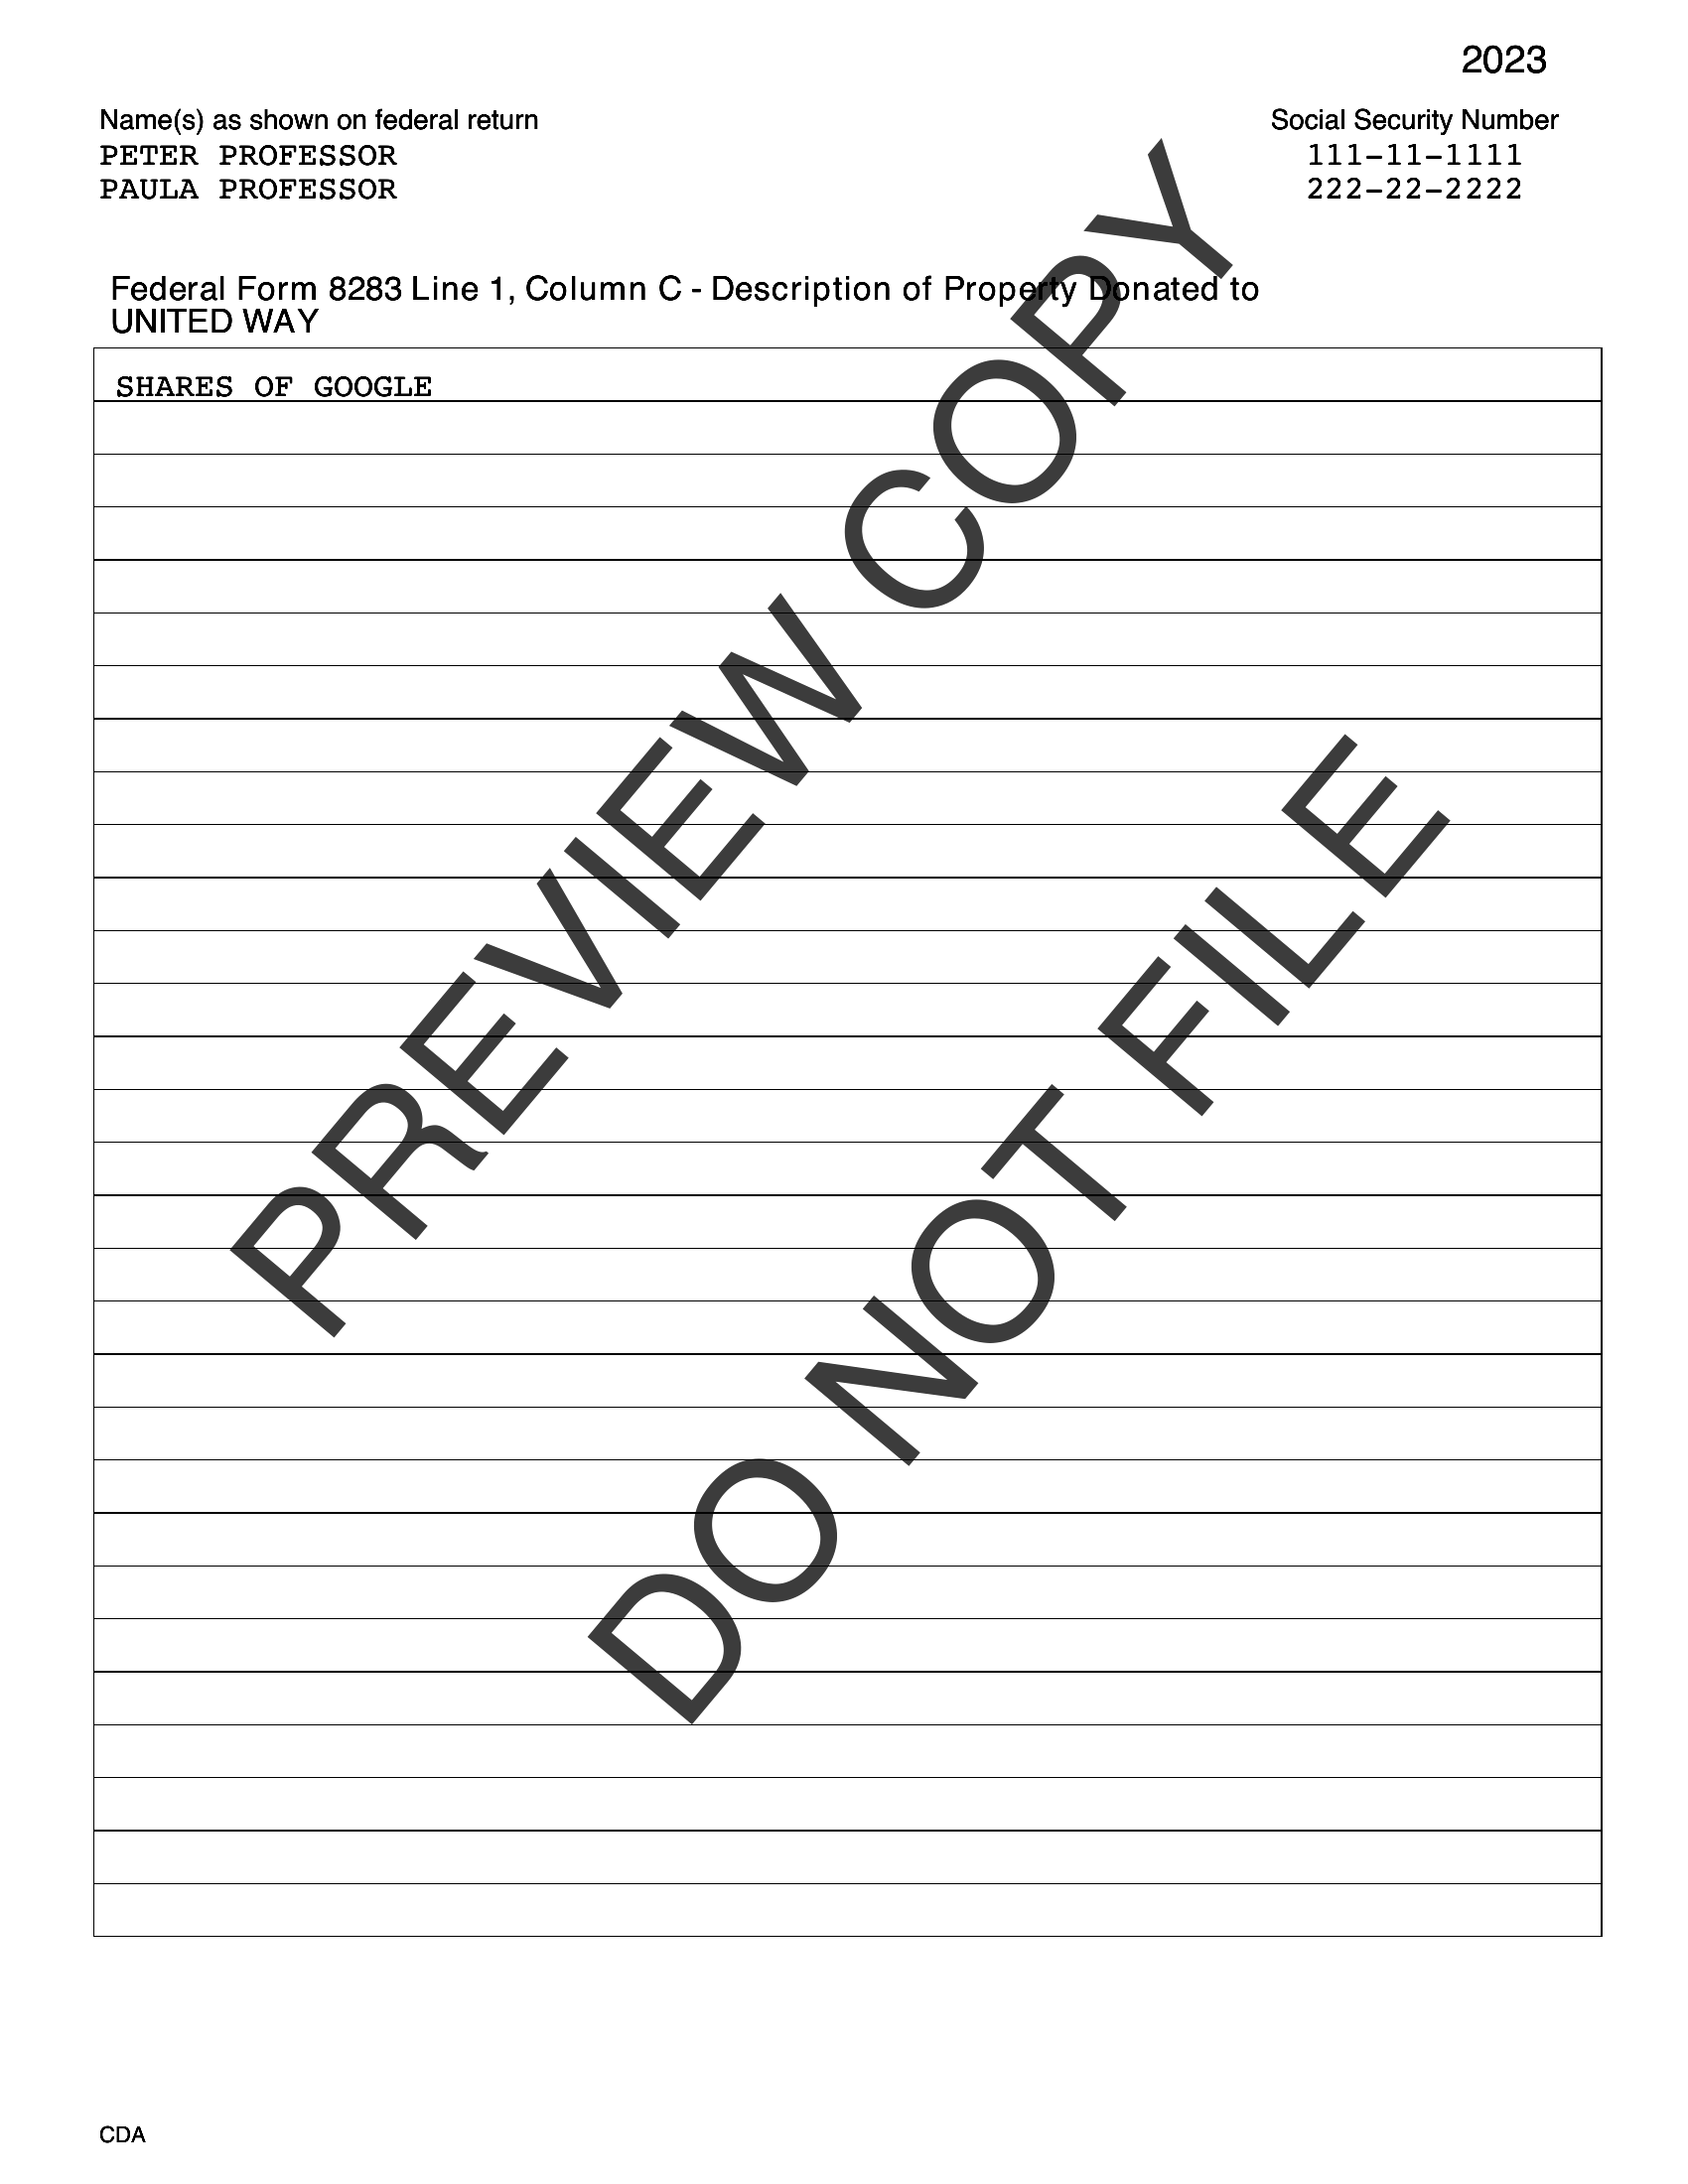 2023
Name(s) as shown on federal return
Social Security Number
PETER PROFESSOR
111-11-1111
PAULA PROFESSOR
222-22-2222
Federal Form 8283 Line 1, Column C - Description of Property Donated to
UNITED WAY
SHARES OF GOOGLE
PREVIEW COPY
DO NOT FILE
CDA